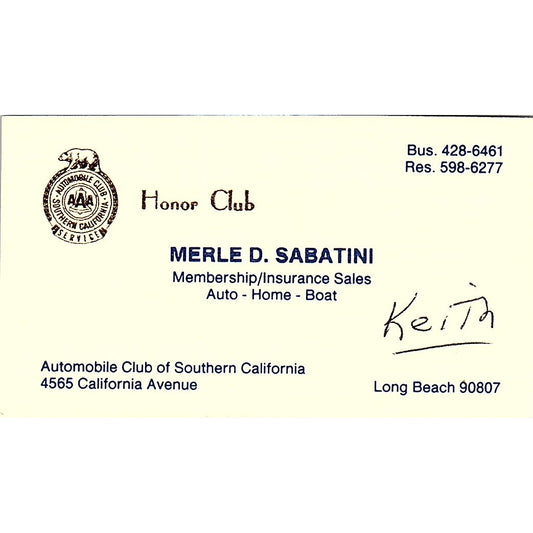 Bus. 428-6461
Res. 598-6277
AUTOMOBILE CLUB
SOUTHERN CALIFORNIA
AAA
SERVICE
Honor Club
MERLE D. SABATINI
Membership/Insurance Sales
Auto - Home - Boat
Keith
Automobile Club of Southern California
4565 California Avenue
Long Beach 90807